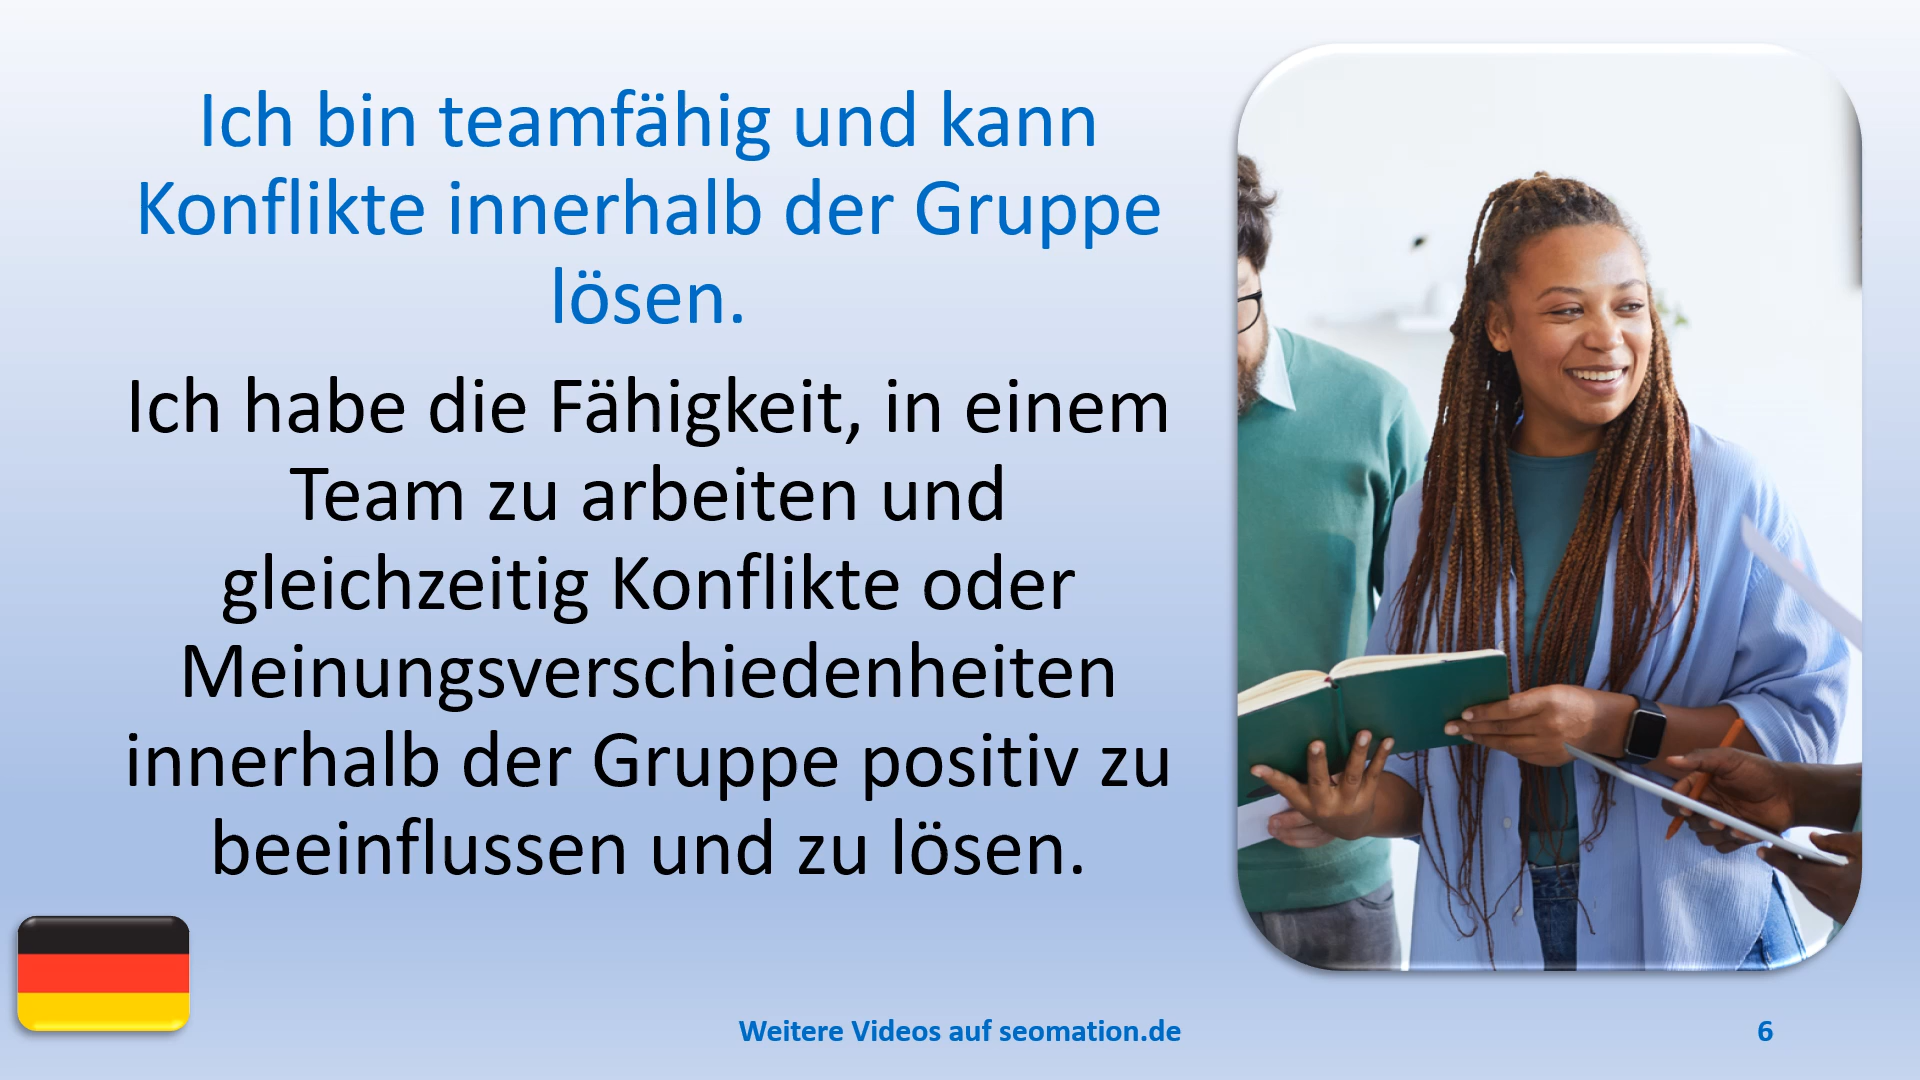 Ich bin teamfähig und kann
Konflikte innerhalb der Gruppe
lösen.
Ich habe die Fähigkeit, in einem
Team zu arbeiten und
gleichzeitig Konflikte oder
Meinungsverschiedenheiten
innerhalb der Gruppe positiv zu
beeinflussen und zu lösen.
Weitere Videos auf seomation.de
6